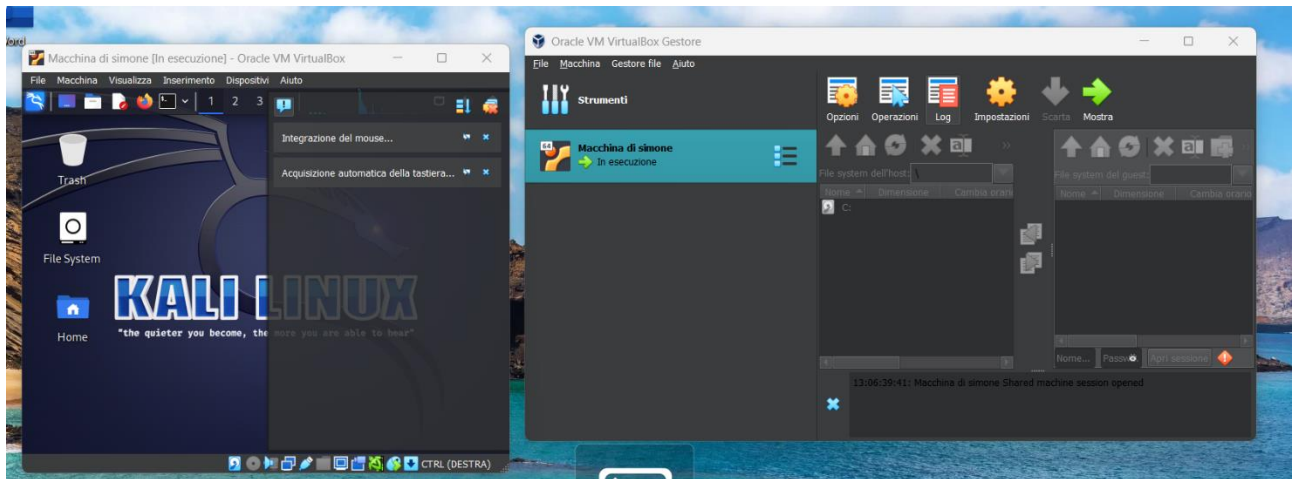 Word
Macchina di simone [In esecuzione] - Oracle VM VirtualBox
File Macchina Visualizza Inserimento Dispositivi Aiuto
1 2 3
Integrazione del mouse...
Acquisizione automatica della tastiera...
Trash
File System
Home
KALI LINUX
"the quieter you become, the more you are able to hear"
CTRL (DESTRA)
Oracle VM VirtualBox Gestore
File Macchina Gestore file Aiuto
Strumenti
64
Macchina di simone
In esecuzione
Opzioni Operazioni Log Impostazioni Scarta Mostra
File system dell'host: \
Nome Dimensione Cambia orario
C:
File system del guest:
Nome Dimensione Cambia orario
Nome... Passw Apri sessione
13:06:39:41: Macchina di simone Shared machine session opened